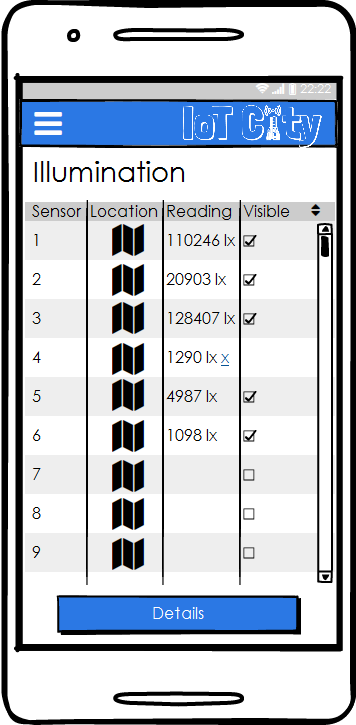 22:22
IoT City
Illumination
Sensor Location Reading Visible
1 110246 lx
2 20903 lx
3 128407 lx
4 1290 lx x
5 4987 lx
6 1098 lx
7
8
9
Details